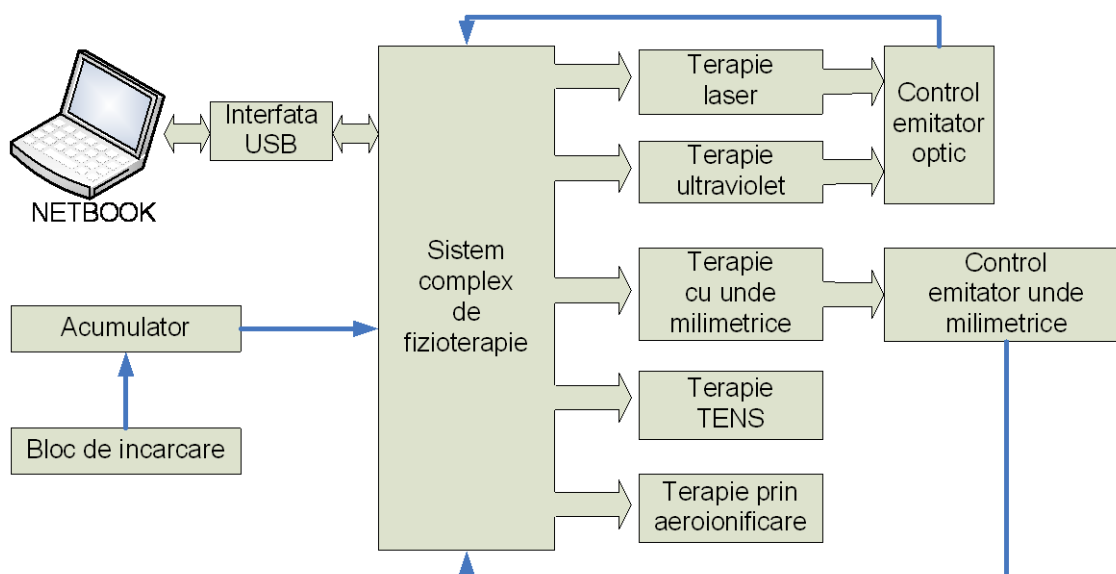 NETBOOK
Interfata
USB
Acumulator
Bloc de incarcare
Sistem
complex
de
fizioterapie
Terapie
laser
Terapie
ultraviolet
Control
emitator
optic
Terapie
cu unde
milimetrice
Control
emitator unde
milimetrice
Terapie
TENS
Terapie prin
aeroionificare